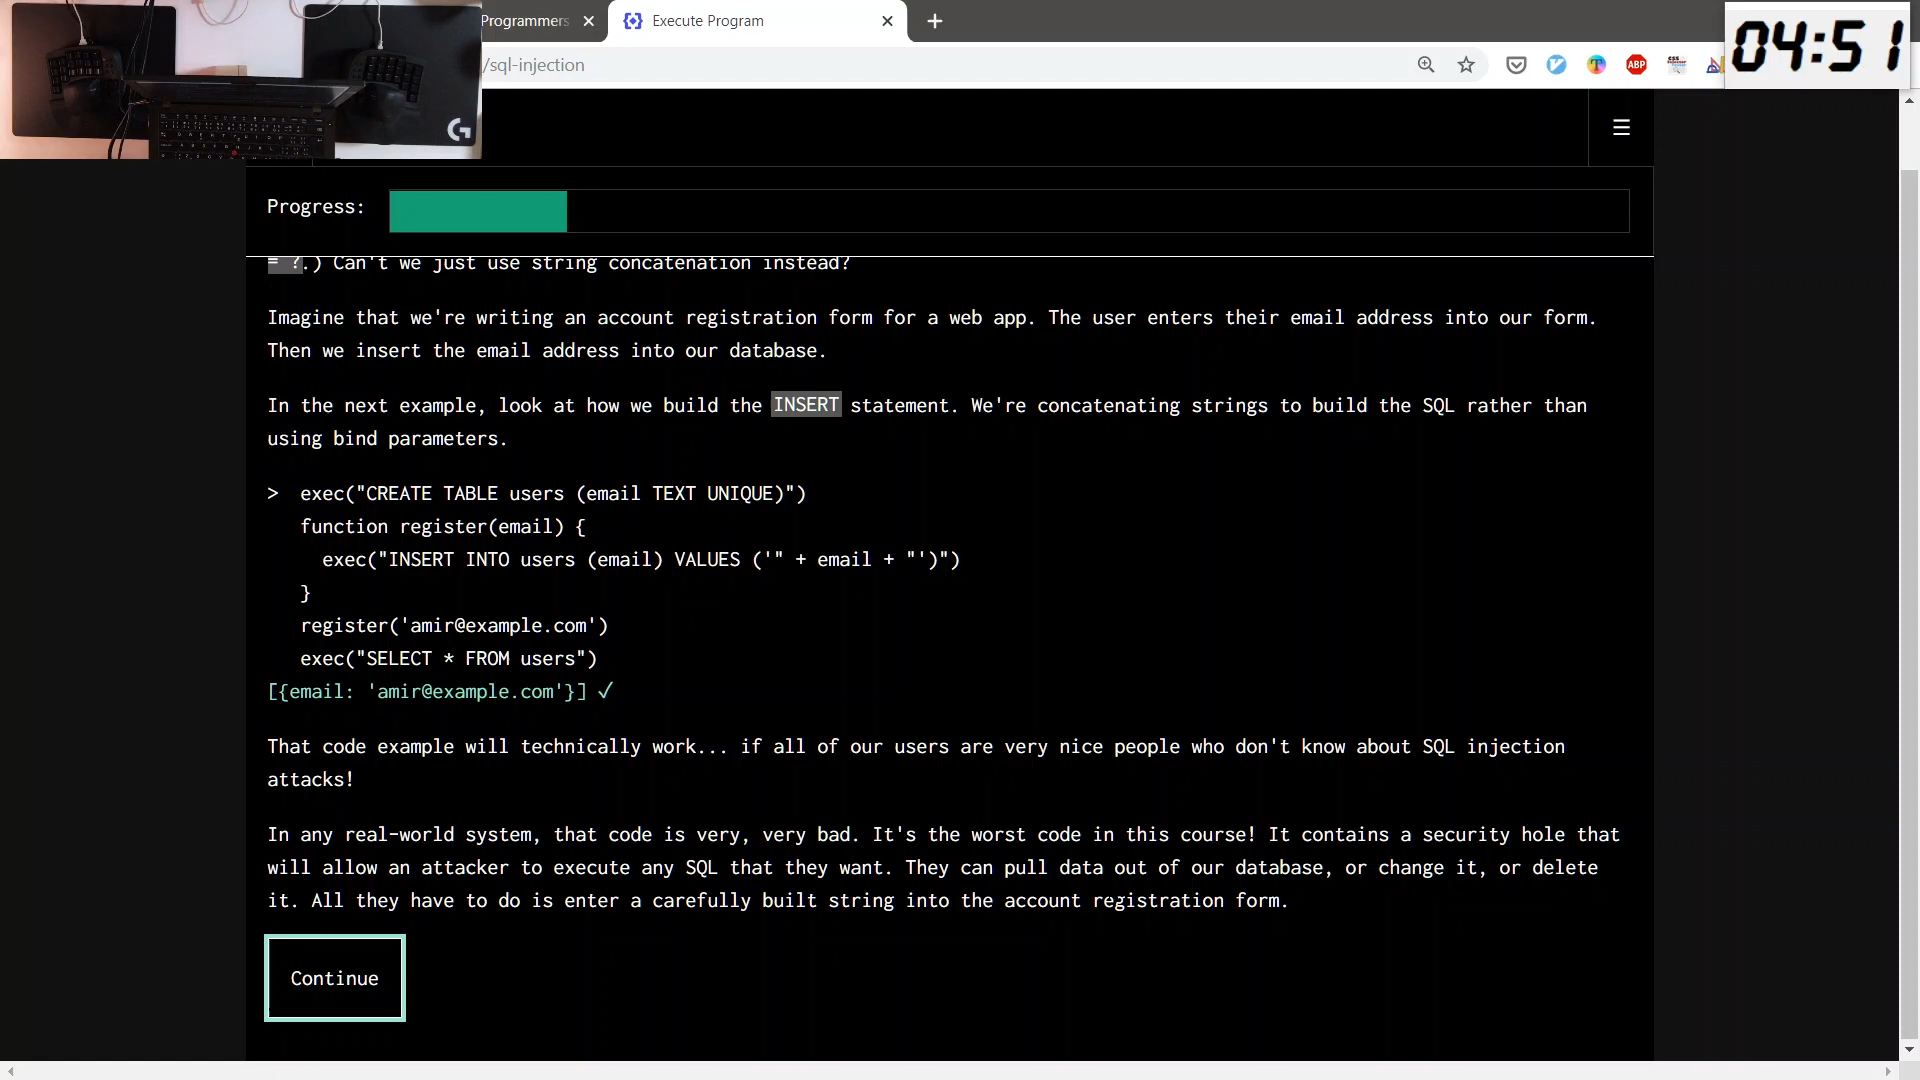 Programmers
Execute Program
04:51
/sql-injection
ABP
Progress:
= ?.) Can't we just use string concatenation instead?
Imagine that we're writing an account registration form for a web app. The user enters their email address into our form.
Then we insert the email address into our database.
In the next example, look at how we build the INSERT statement. We're concatenating strings to build the SQL rather than
using bind parameters.
> exec("CREATE TABLE users (email TEXT UNIQUE)")
function register(email) {
exec("INSERT INTO users (email) VALUES ('" + email + "')")
}
register('amir@example.com')
exec("SELECT * FROM users")
[{email: 'amir@example.com'}] ✓
That code example will technically work... if all of our users are very nice people who don't know about SQL injection
attacks!
In any real-world system, that code is very, very bad. It's the worst code in this course! It contains a security hole that
will allow an attacker to execute any SQL that they want. They can pull data out of our database, or change it, or delete
it. All they have to do is enter a carefully built string into the account registration form.
Continue